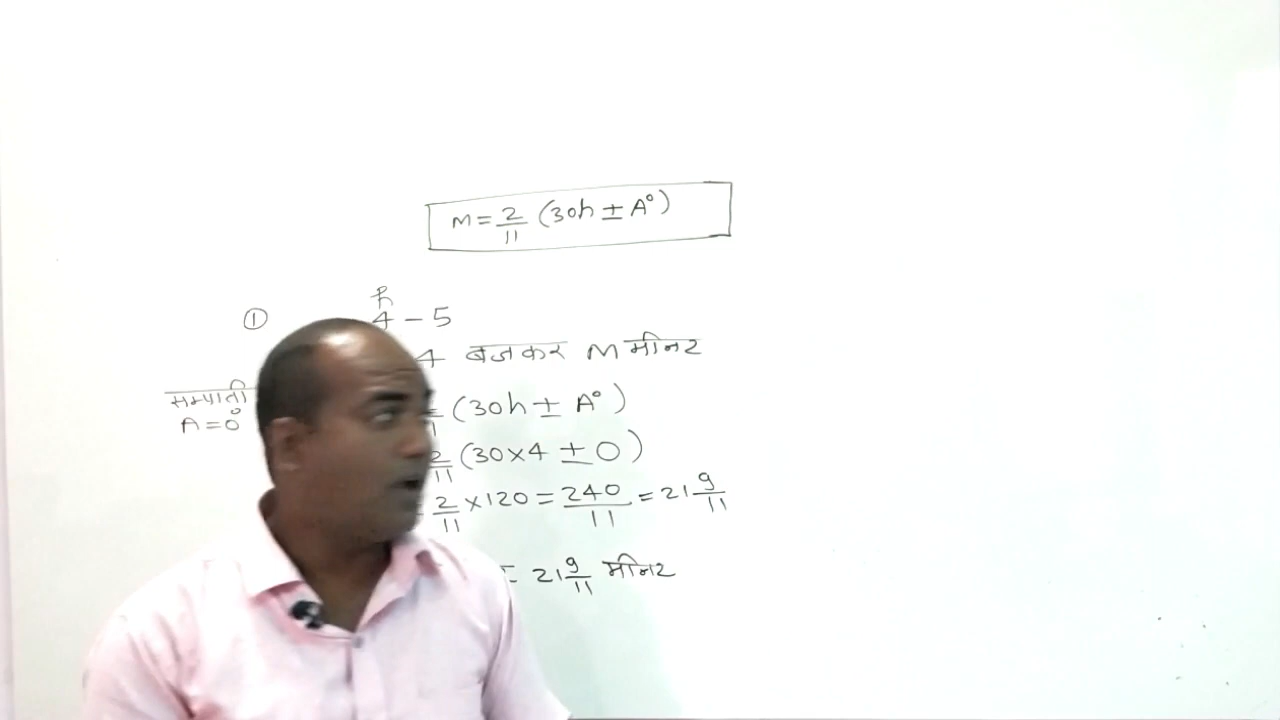 M = 2/11 (30h ± A°)
① h
4 - 5
4 बजकर M मीनट
सम्पाती (30h ± A°)
A = 0°
2/11 (30×4 ± 0)
2/11 × 120 = 240/11 = 21 9/11
= 21 9/11 मीनट